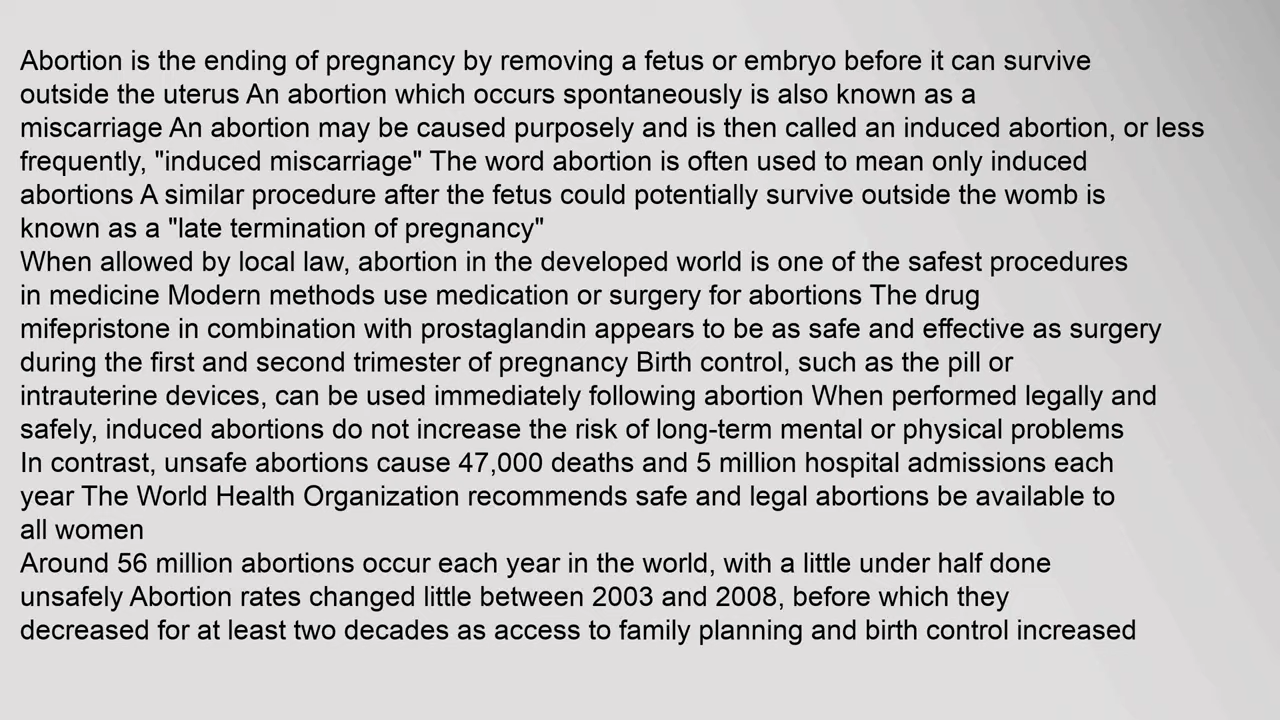 Abortion is the ending of pregnancy by removing a fetus or embryo before it can survive
outside the uterus An abortion which occurs spontaneously is also known as a
miscarriage An abortion may be caused purposely and is then called an induced abortion, or less
frequently, "induced miscarriage" The word abortion is often used to mean only induced
abortions A similar procedure after the fetus could potentially survive outside the womb is
known as a "late termination of pregnancy"
When allowed by local law, abortion in the developed world is one of the safest procedures
in medicine Modern methods use medication or surgery for abortions The drug
mifepristone in combination with prostaglandin appears to be as safe and effective as surgery
during the first and second trimester of pregnancy Birth control, such as the pill or
intrauterine devices, can be used immediately following abortion When performed legally and
safely, induced abortions do not increase the risk of long-term mental or physical problems
In contrast, unsafe abortions cause 47,000 deaths and 5 million hospital admissions each
year The World Health Organization recommends safe and legal abortions be available to
all women
Around 56 million abortions occur each year in the world, with a little under half done
unsafely Abortion rates changed little between 2003 and 2008, before which they
decreased for at least two decades as access to family planning and birth control increased